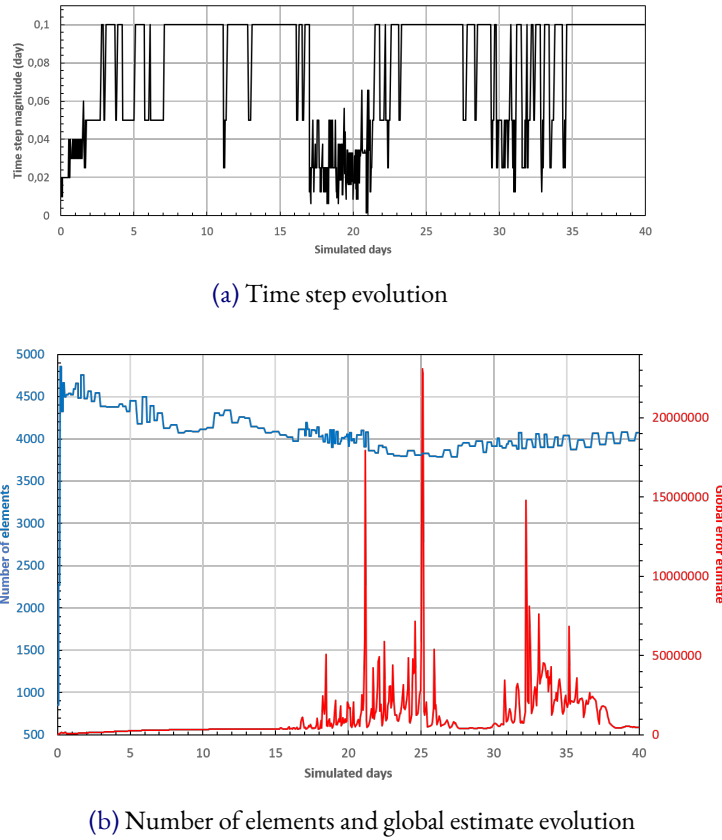 0,1
0,08
0,06
0,04
0,02
0
Time step magnitude (day)
0 5 10 15 20 25 30 35 40
Simulated days
(a) Time step evolution
5000
4500
4000
3500
3000
2500
2000
1500
1000
500
Number of elements
20000000
15000000
10000000
5000000
0
Global error etimate
0 5 10 15 20 25 30 35 40
Simulated days
(b) Number of elements and global estimate evolution